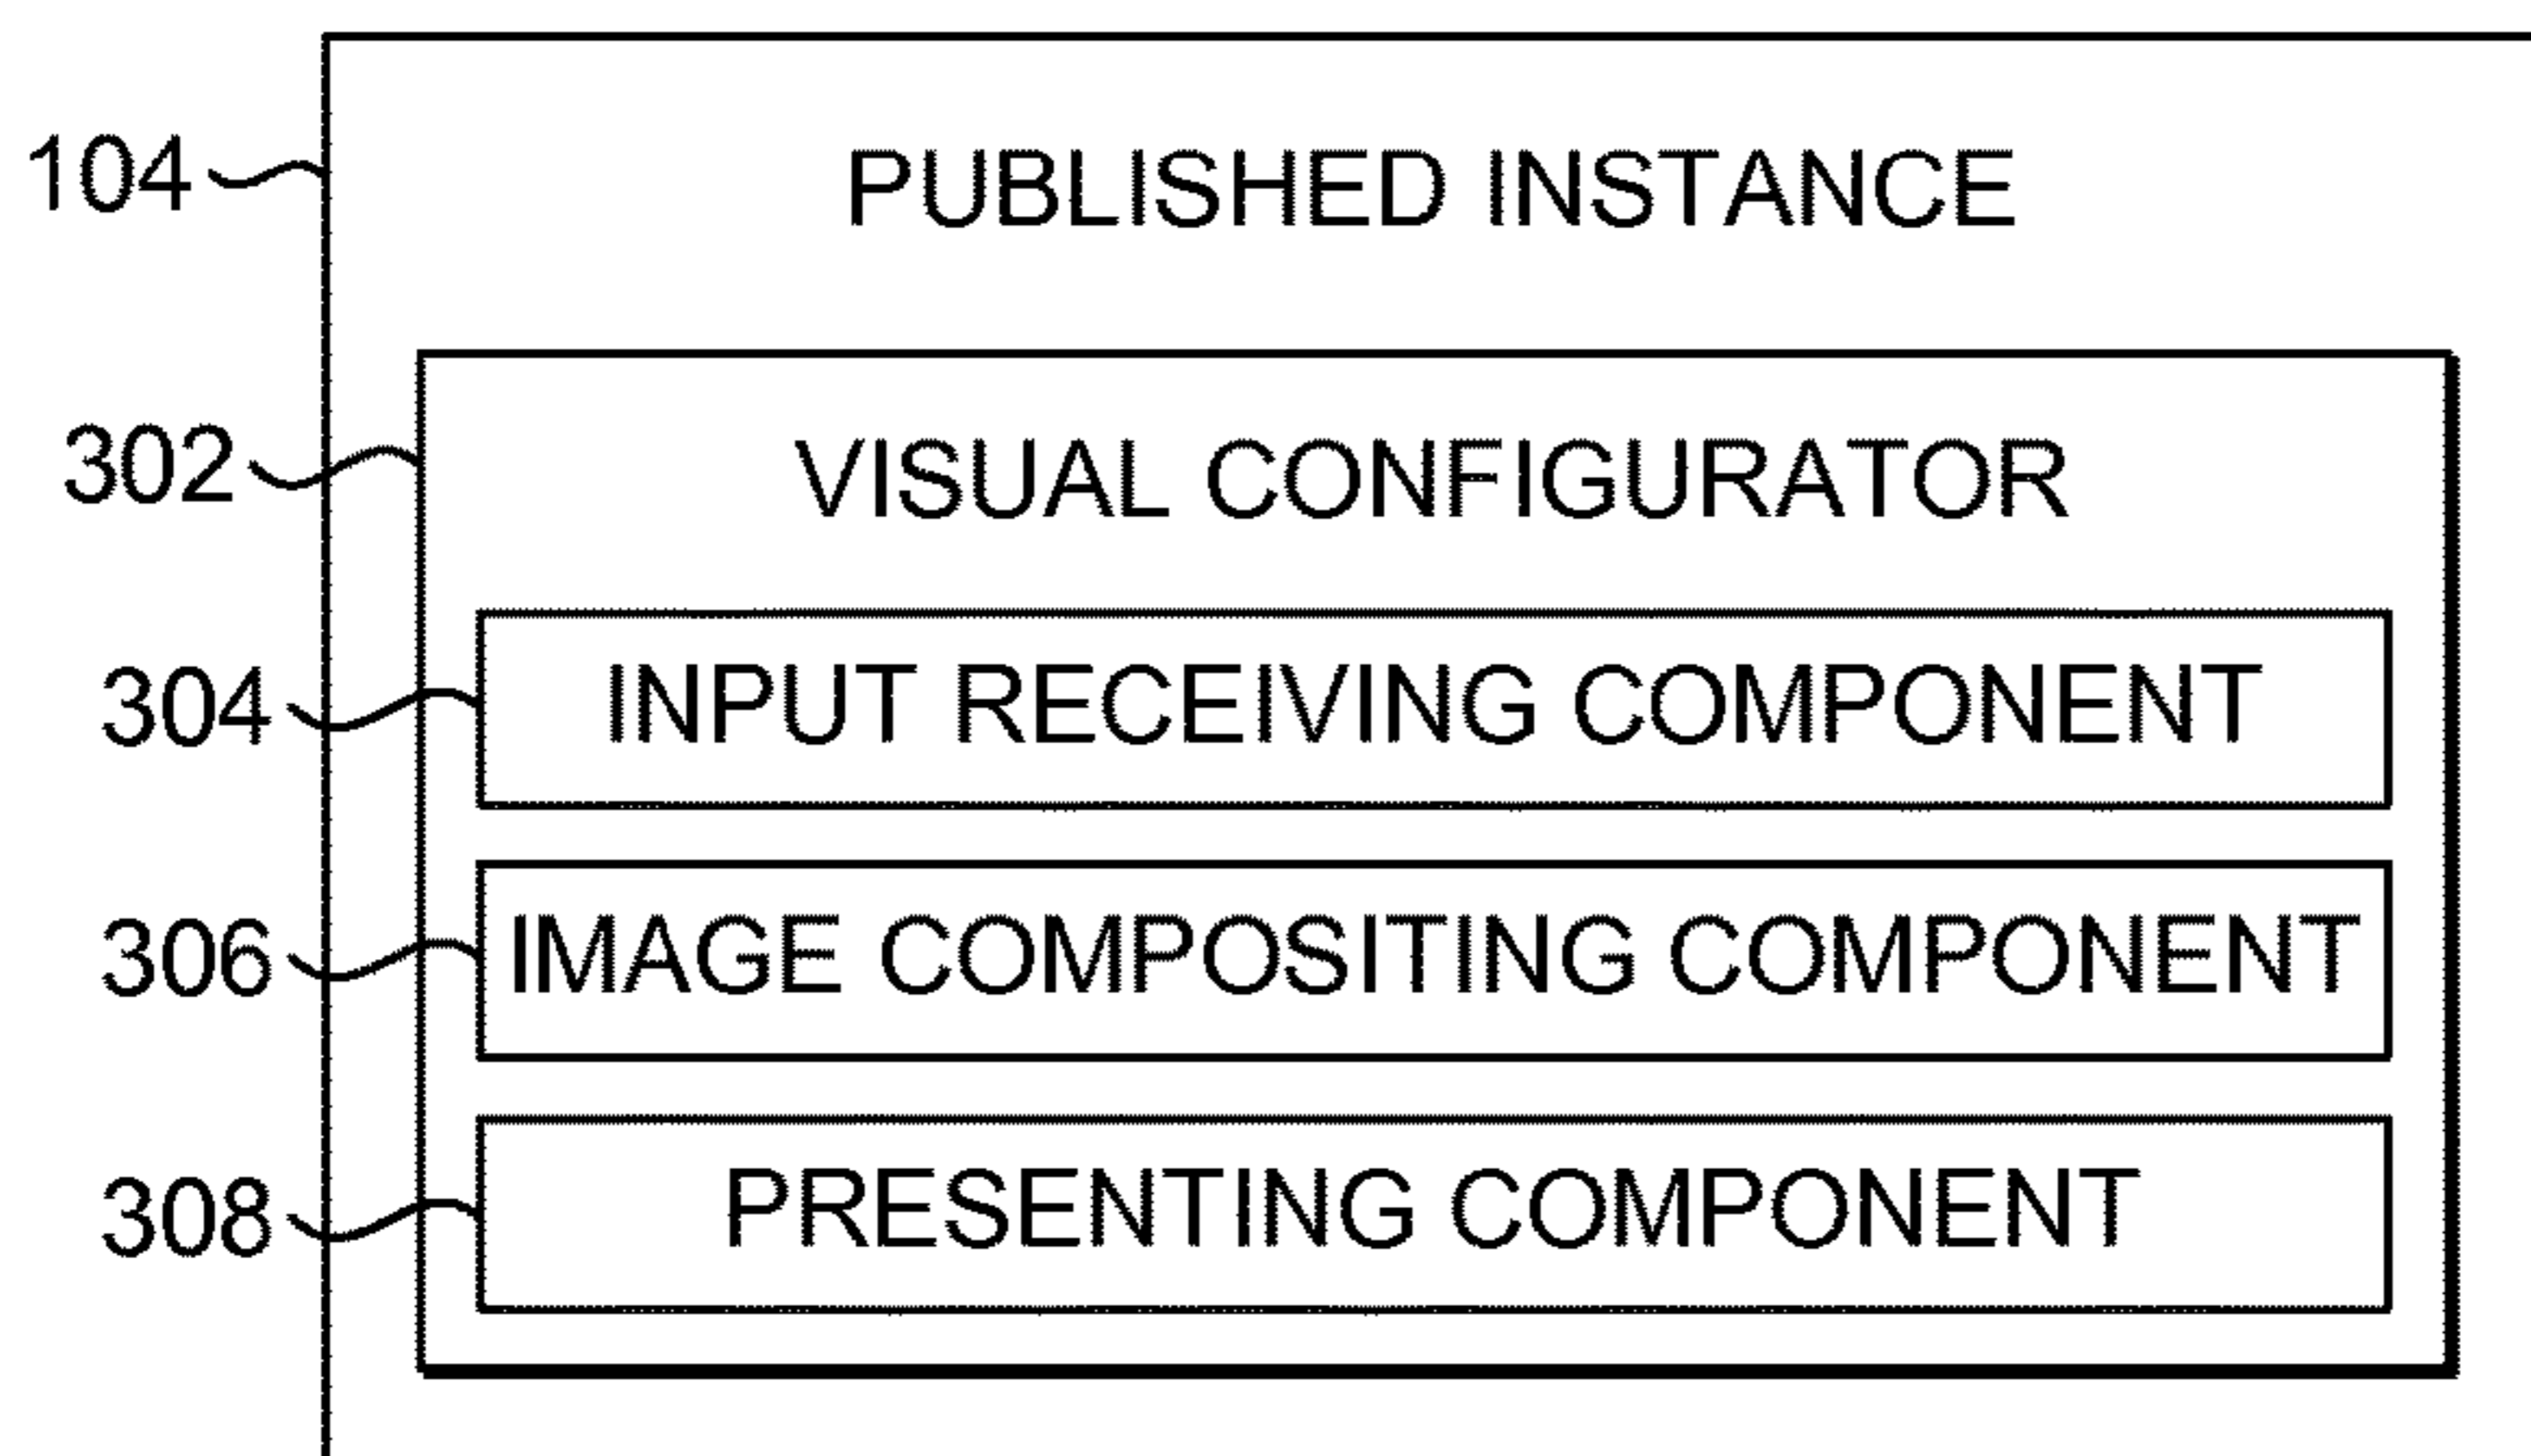 104 PUBLISHED INSTANCE
302 VISUAL CONFIGURATOR
304 INPUT RECEIVING COMPONENT
306 IMAGE COMPOSITING COMPONENT
308 PRESENTING COMPONENT